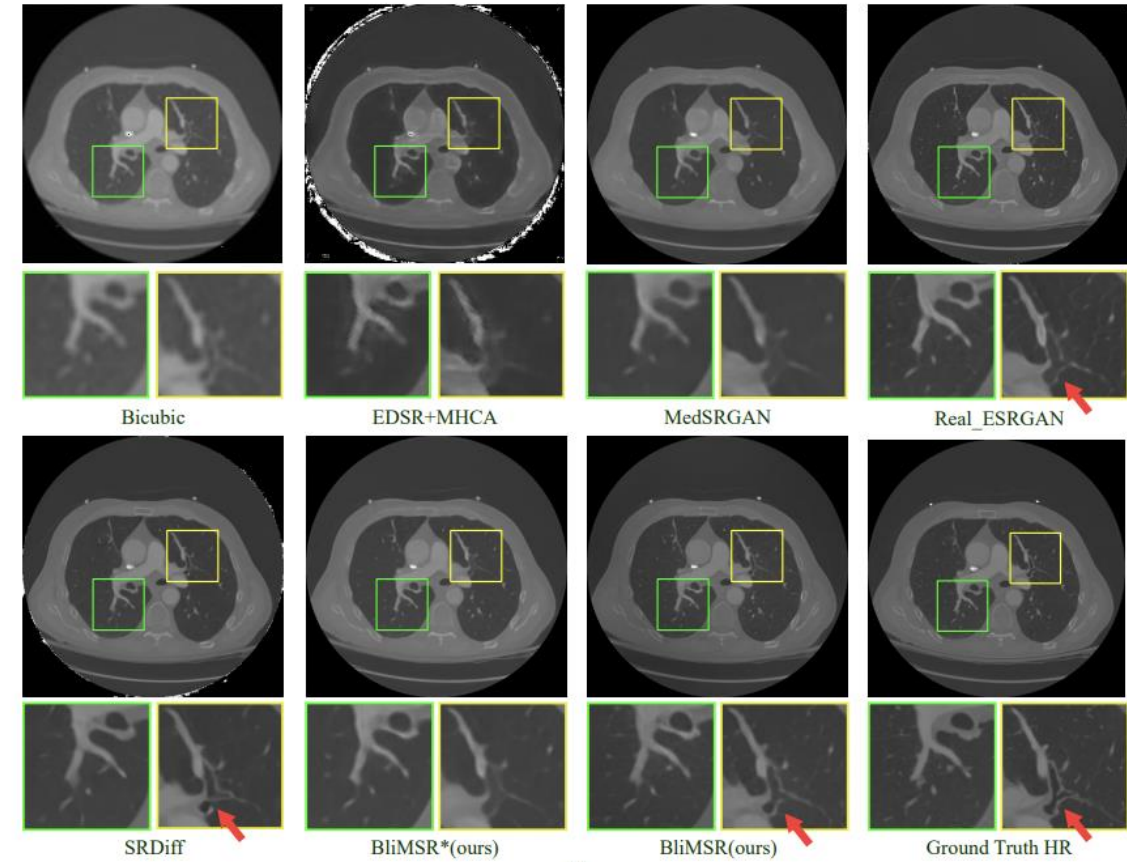 Bicubic
EDSR+MHCA
MedSRGAN
Real_ESRGAN
SRDiff
BliMSR*(ours)
BliMSR(ours)
Ground Truth HR